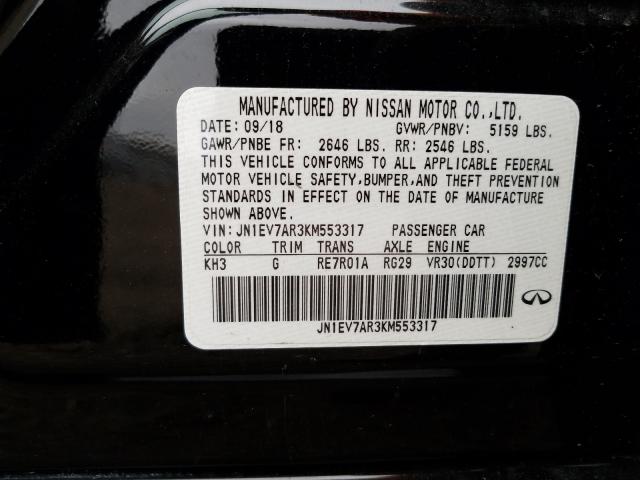 MANUFACTURED BY NISSAN MOTOR CO.,LTD.
DATE: 09/18 GVWR/PNBV: 5159 LBS.
GAWR/PNBE FR: 2646 LBS. RR: 2546 LBS.
THIS VEHICLE CONFORMS TO ALL APPLICABLE FEDERAL
MOTOR VEHICLE SAFETY,BUMPER,AND THEFT PREVENTION
STANDARDS IN EFFECT ON THE DATE OF MANUFACTURE
SHOWN ABOVE.
VIN: JN1EV7AR3KM553317 PASSENGER CAR
COLOR TRIM TRANS AXLE ENGINE
KH3 G RE7R01A RG29 VR30(DDTT) 2997CC
INFINITI
JN1EV7AR3KM553317